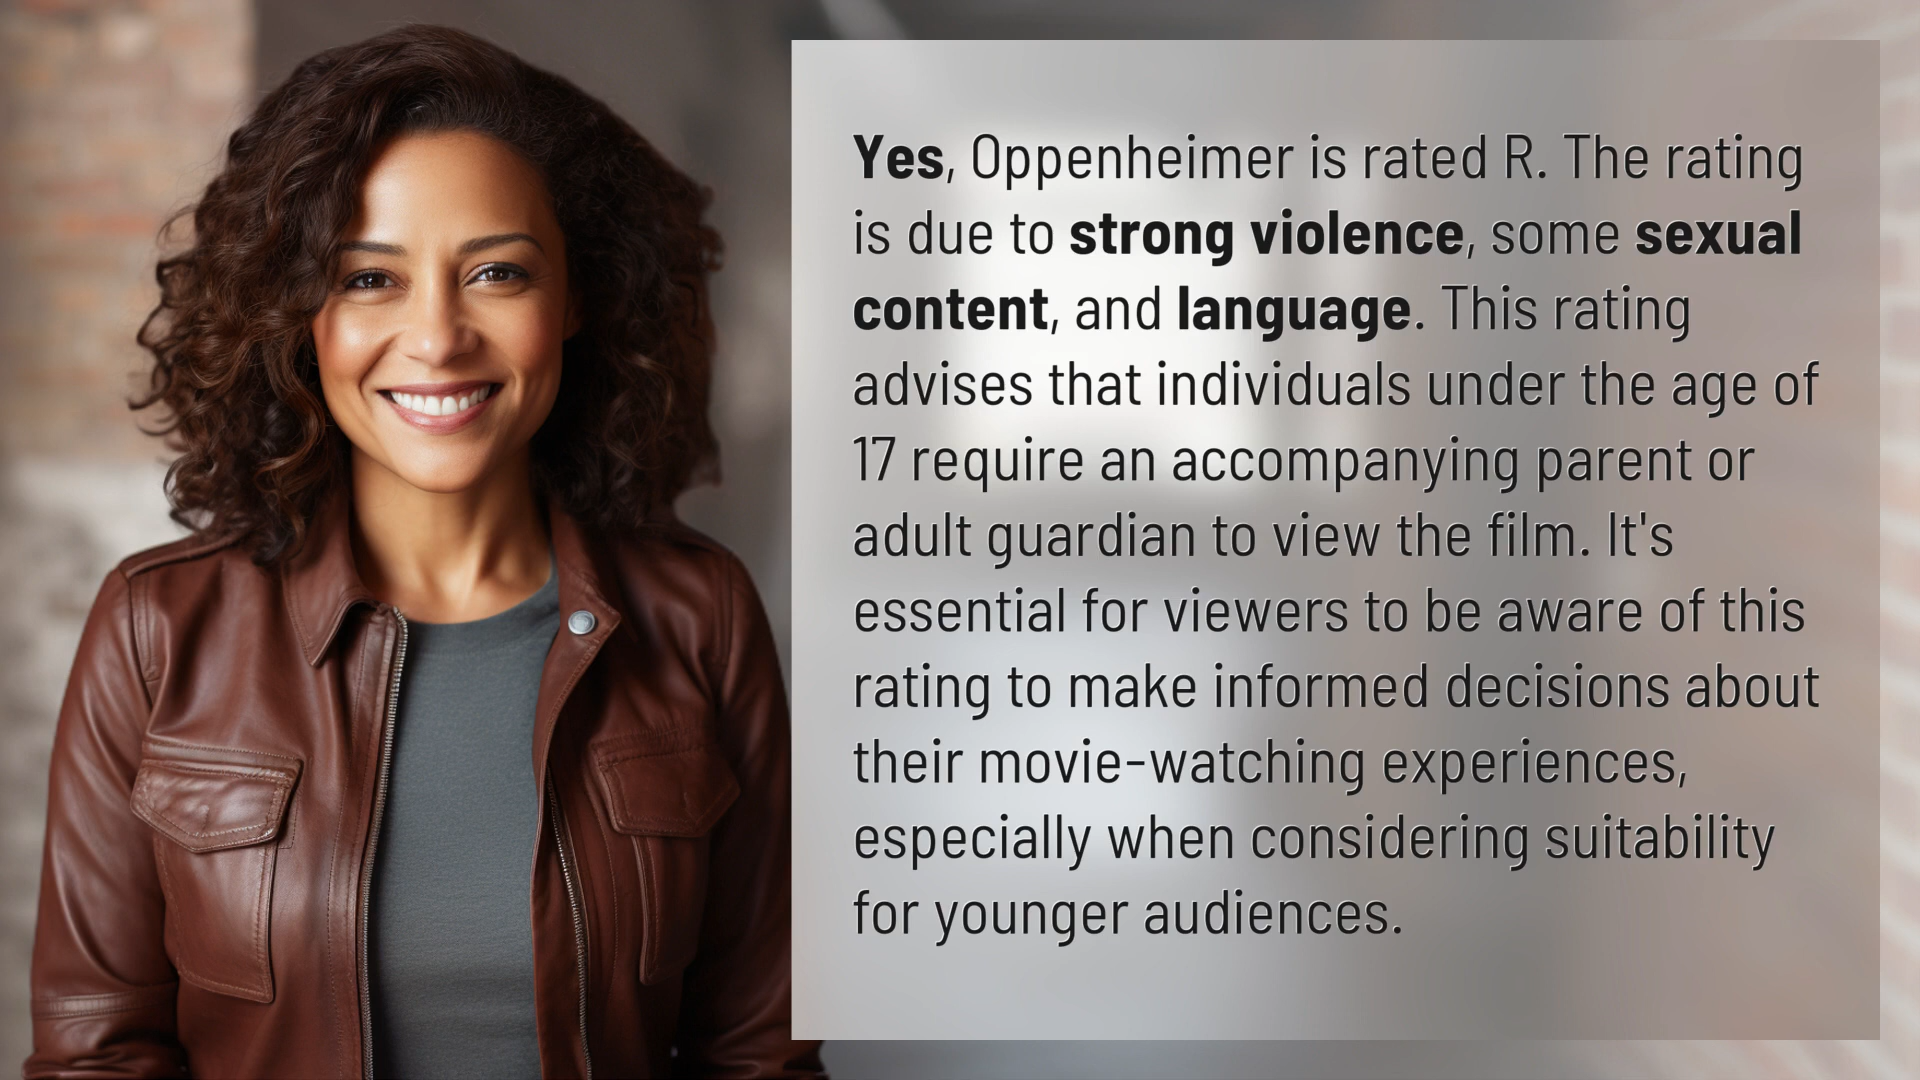 Yes, Oppenheimer is rated R. The rating
is due to strong violence, some sexual
content, and language. This rating
advises that individuals under the age of
17 require an accompanying parent or
adult guardian to view the film. It's
essential for viewers to be aware of this
rating to make informed decisions about
their movie-watching experiences,
especially when considering suitability
for younger audiences.